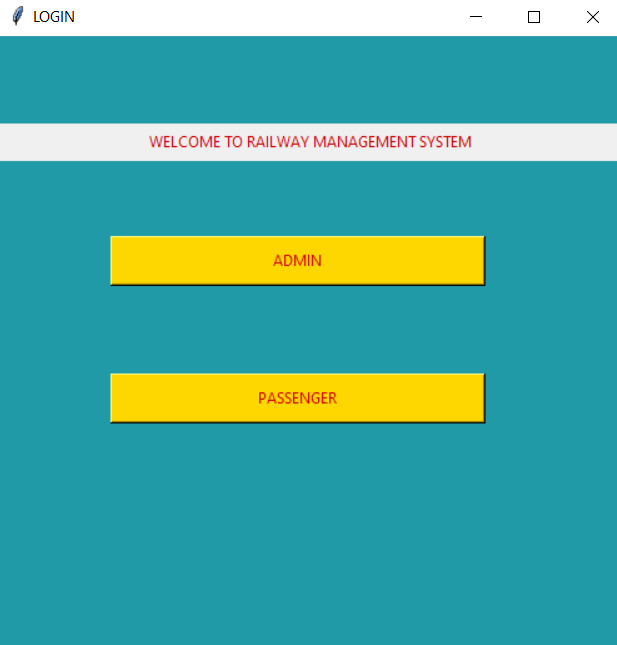 LOGIN
WELCOME TO RAILWAY MANAGEMENT SYSTEM
ADMIN
PASSENGER